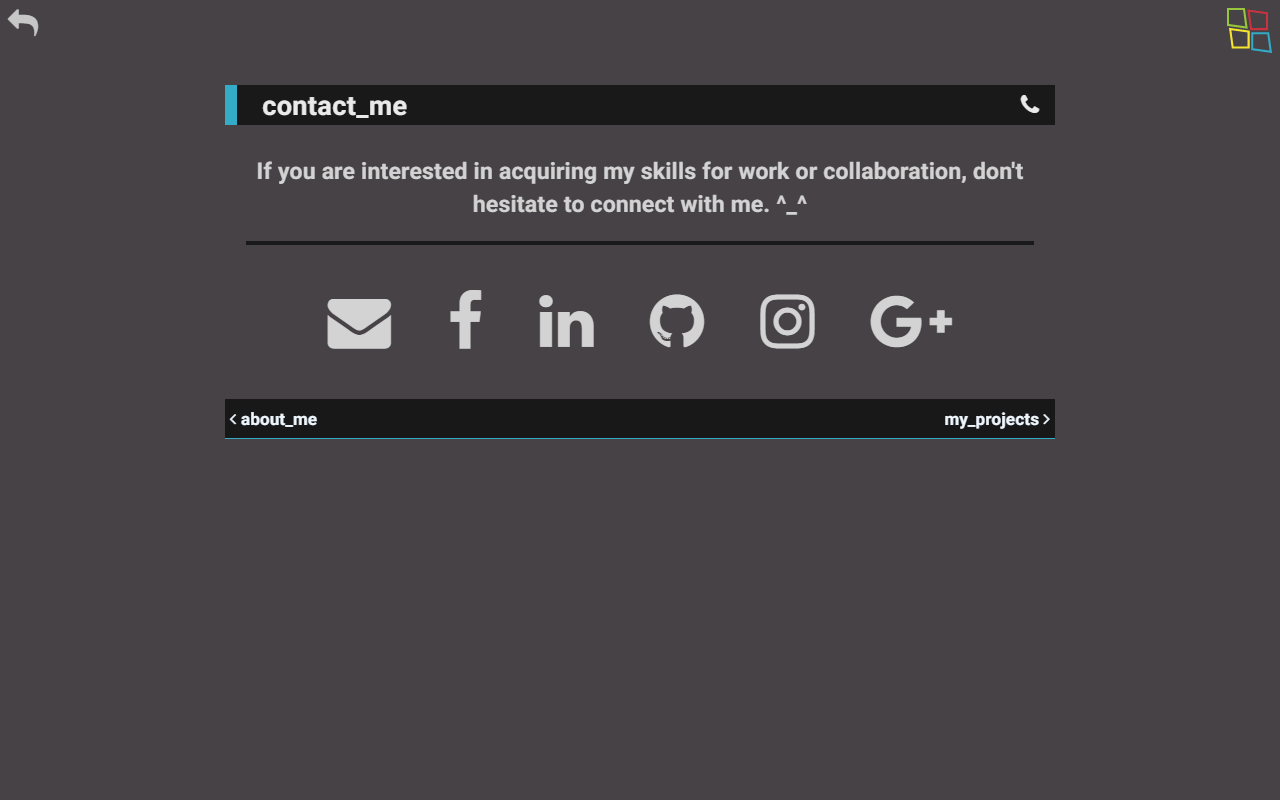 contact_me
If you are interested in acquiring my skills for work or collaboration, don't
hesitate to connect with me. ^_^
about_me
my_projects